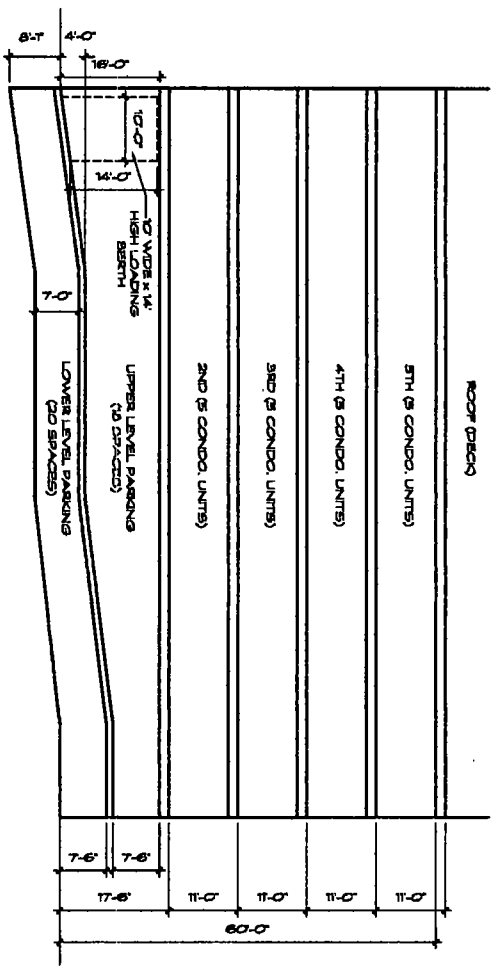 ROOF (DECK)
5TH (5 CONDO. UNITS)
4TH (5 CONDO. UNITS)
3RD (5 CONDO. UNITS)
2ND (5 CONDO. UNITS)
UPPER LEVEL PARKING
SPACES)
LOWER LEVEL PARKING
(20 SPACES)
10' WIDE x 14'
HIGH LOADING
BERTH
8'-1"
4'-0"
16'-0"
10'-0"
14'-0"
7'-0"
7'-6"
7'-6"
17'-6"
11'-0"
11'-0"
11'-0"
11'-0"
60'-0"